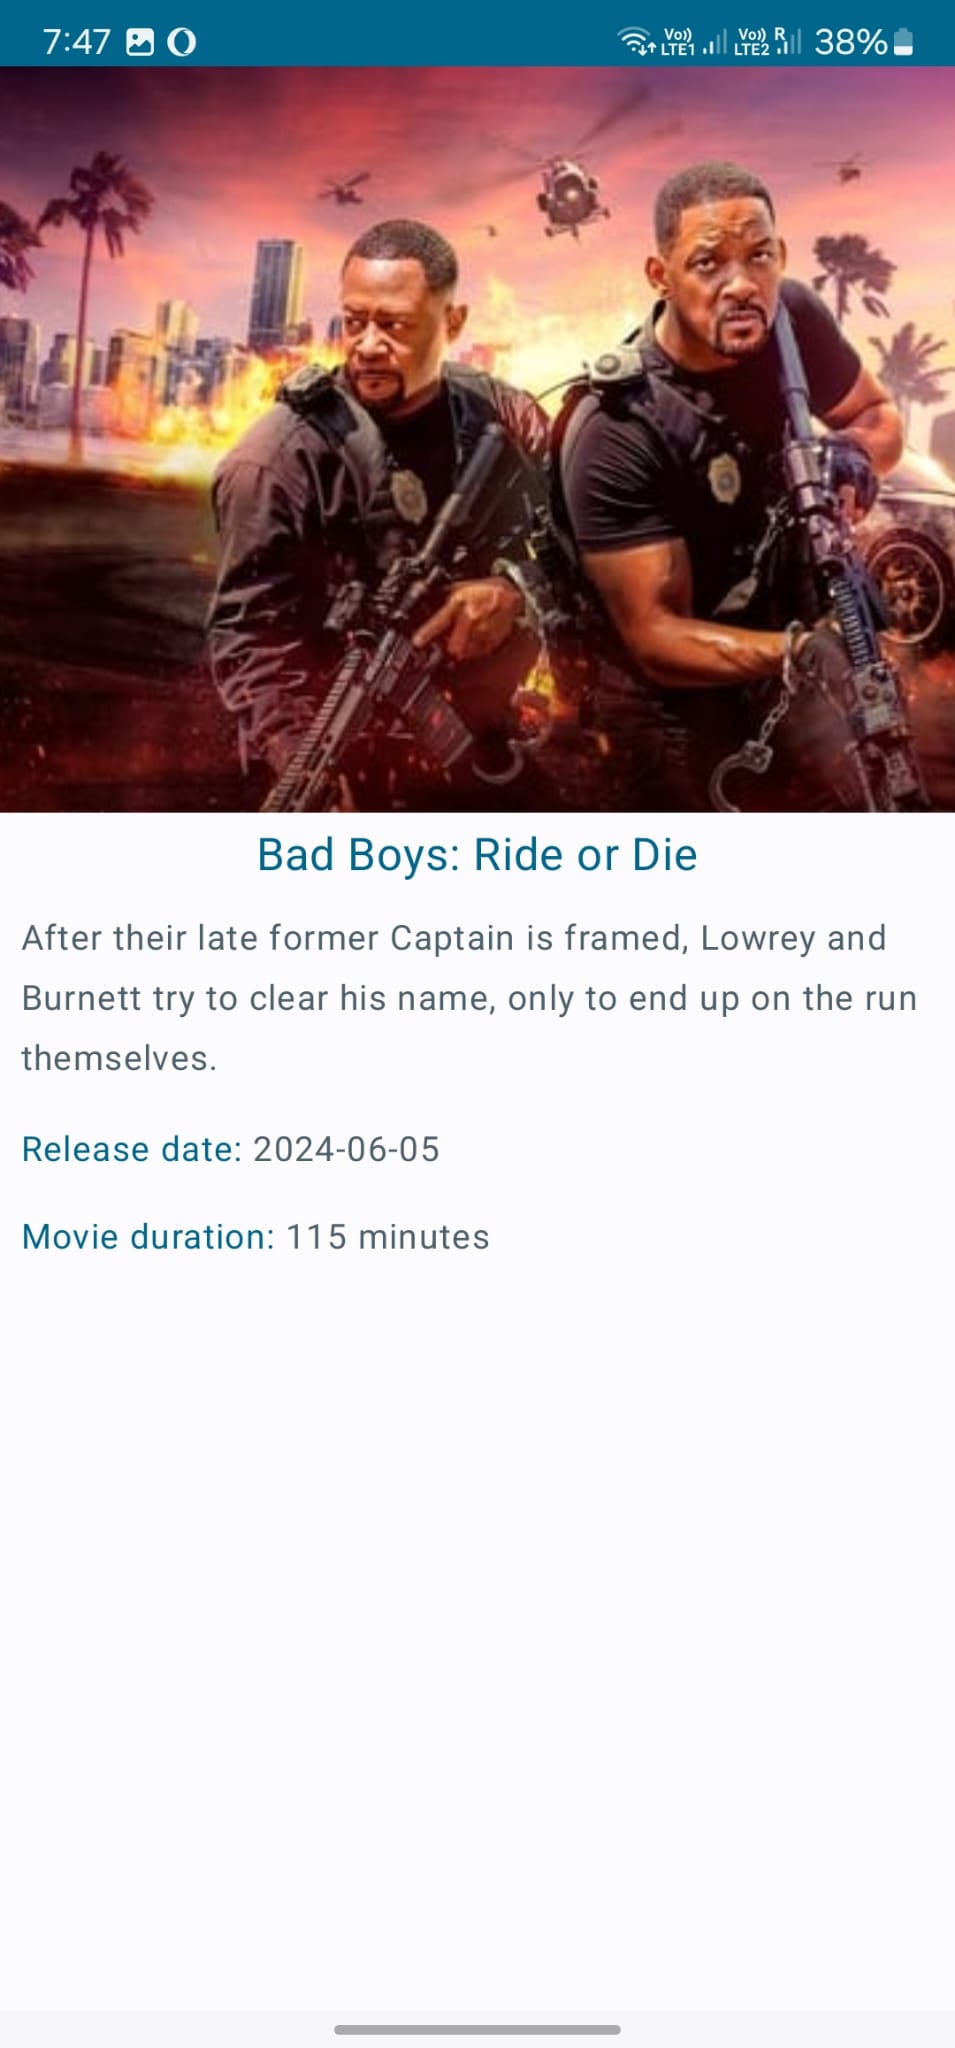 7:47
Vo)) LTE1 Vo)) LTE2 R 38%
Bad Boys: Ride or Die
After their late former Captain is framed, Lowrey and
Burnett try to clear his name, only to end up on the run
themselves.
Release date: 2024-06-05
Movie duration: 115 minutes